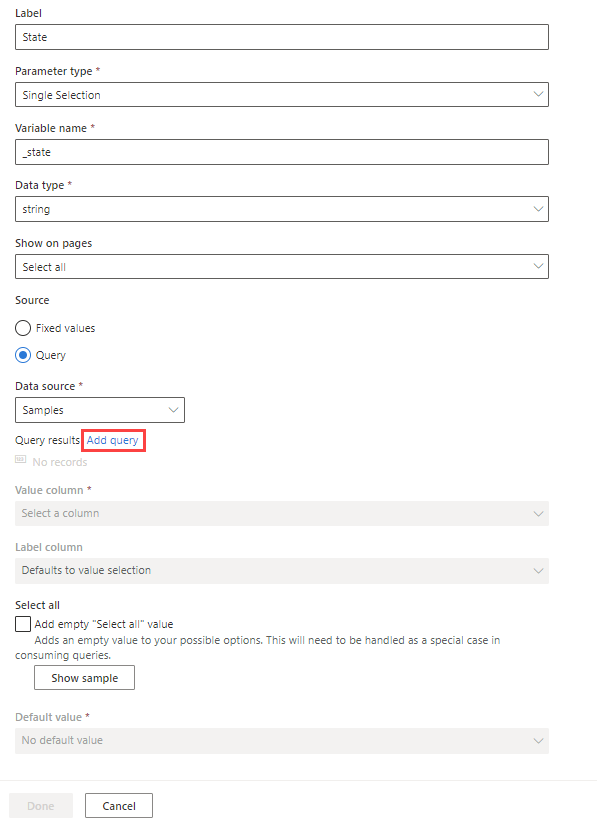 Label
State
Parameter type *
Single Selection
Variable name *
_state
Data type *
string
Show on pages
Select all
Source
Fixed values
Query
Data source *
Samples
Query results Add query
No records
Value column *
Select a column
Label column
Defaults to value selection
Select all
Add empty "Select all" value
Adds an empty value to your possible options. This will need to be handled as a special case in
consuming queries.
Show sample
Default value *
No default value
Done Cancel